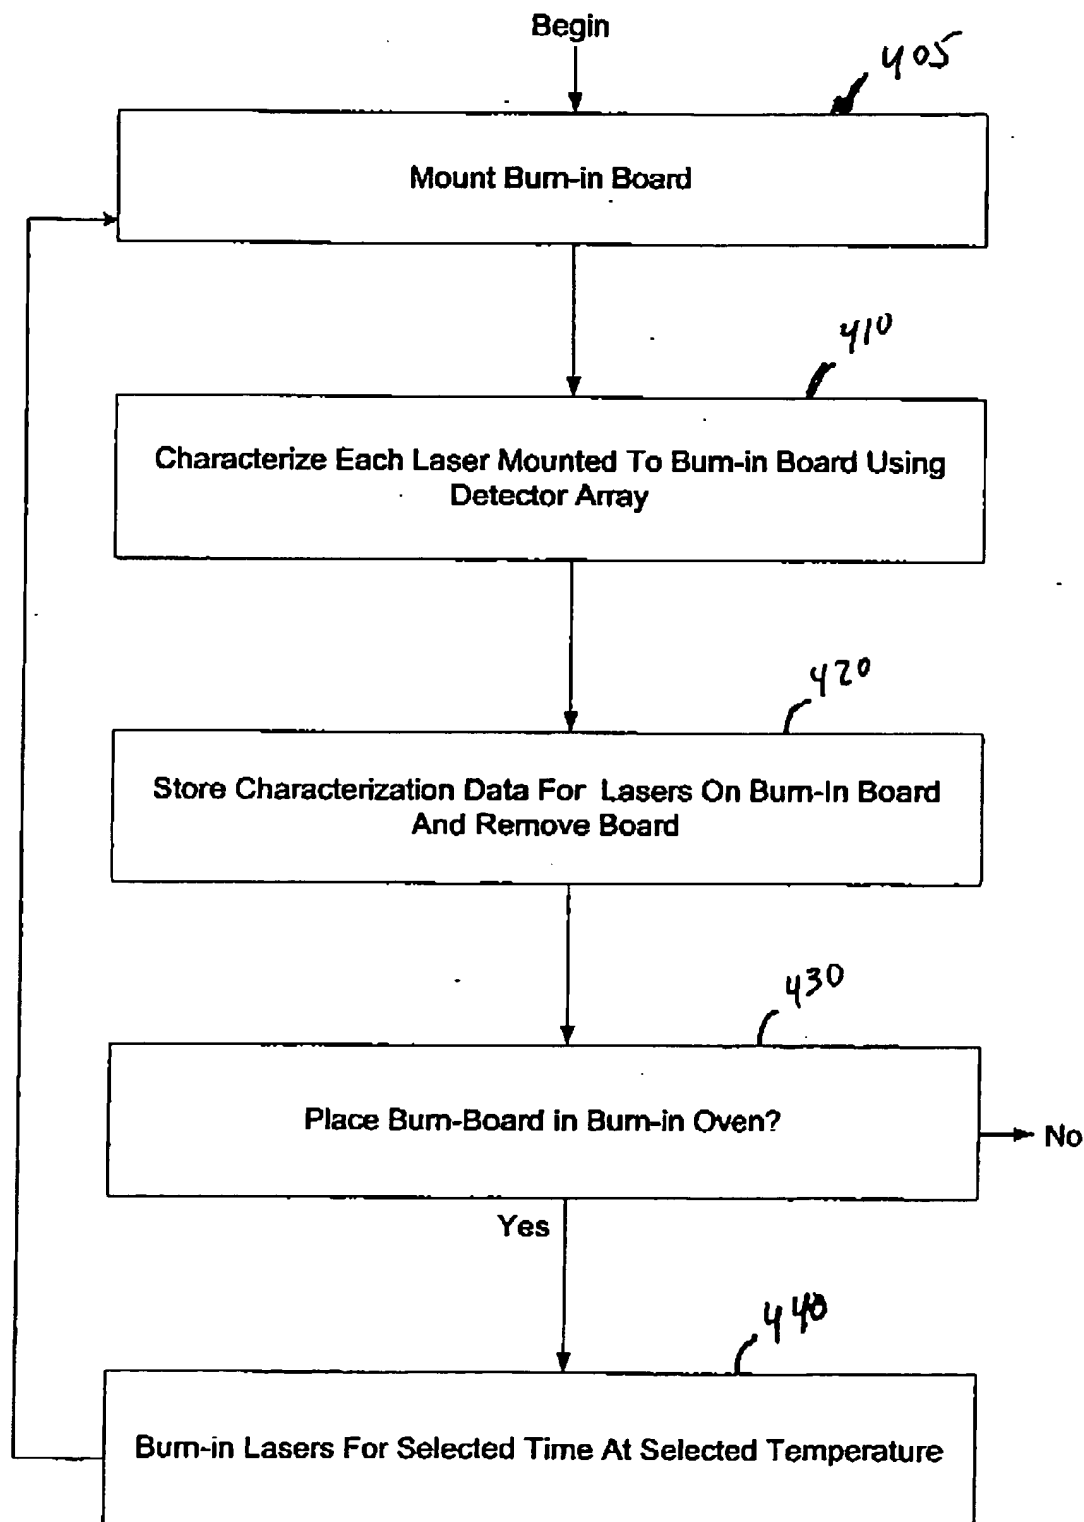 Begin
405
Mount Burn-in Board
410
Characterize Each Laser Mounted To Burn-in Board Using
Detector Array
420
Store Characterization Data For Lasers On Burn-In Board
And Remove Board
430
Place Burn-Board in Burn-in Oven?
No
Yes
440
Burn-in Lasers For Selected Time At Selected Temperature